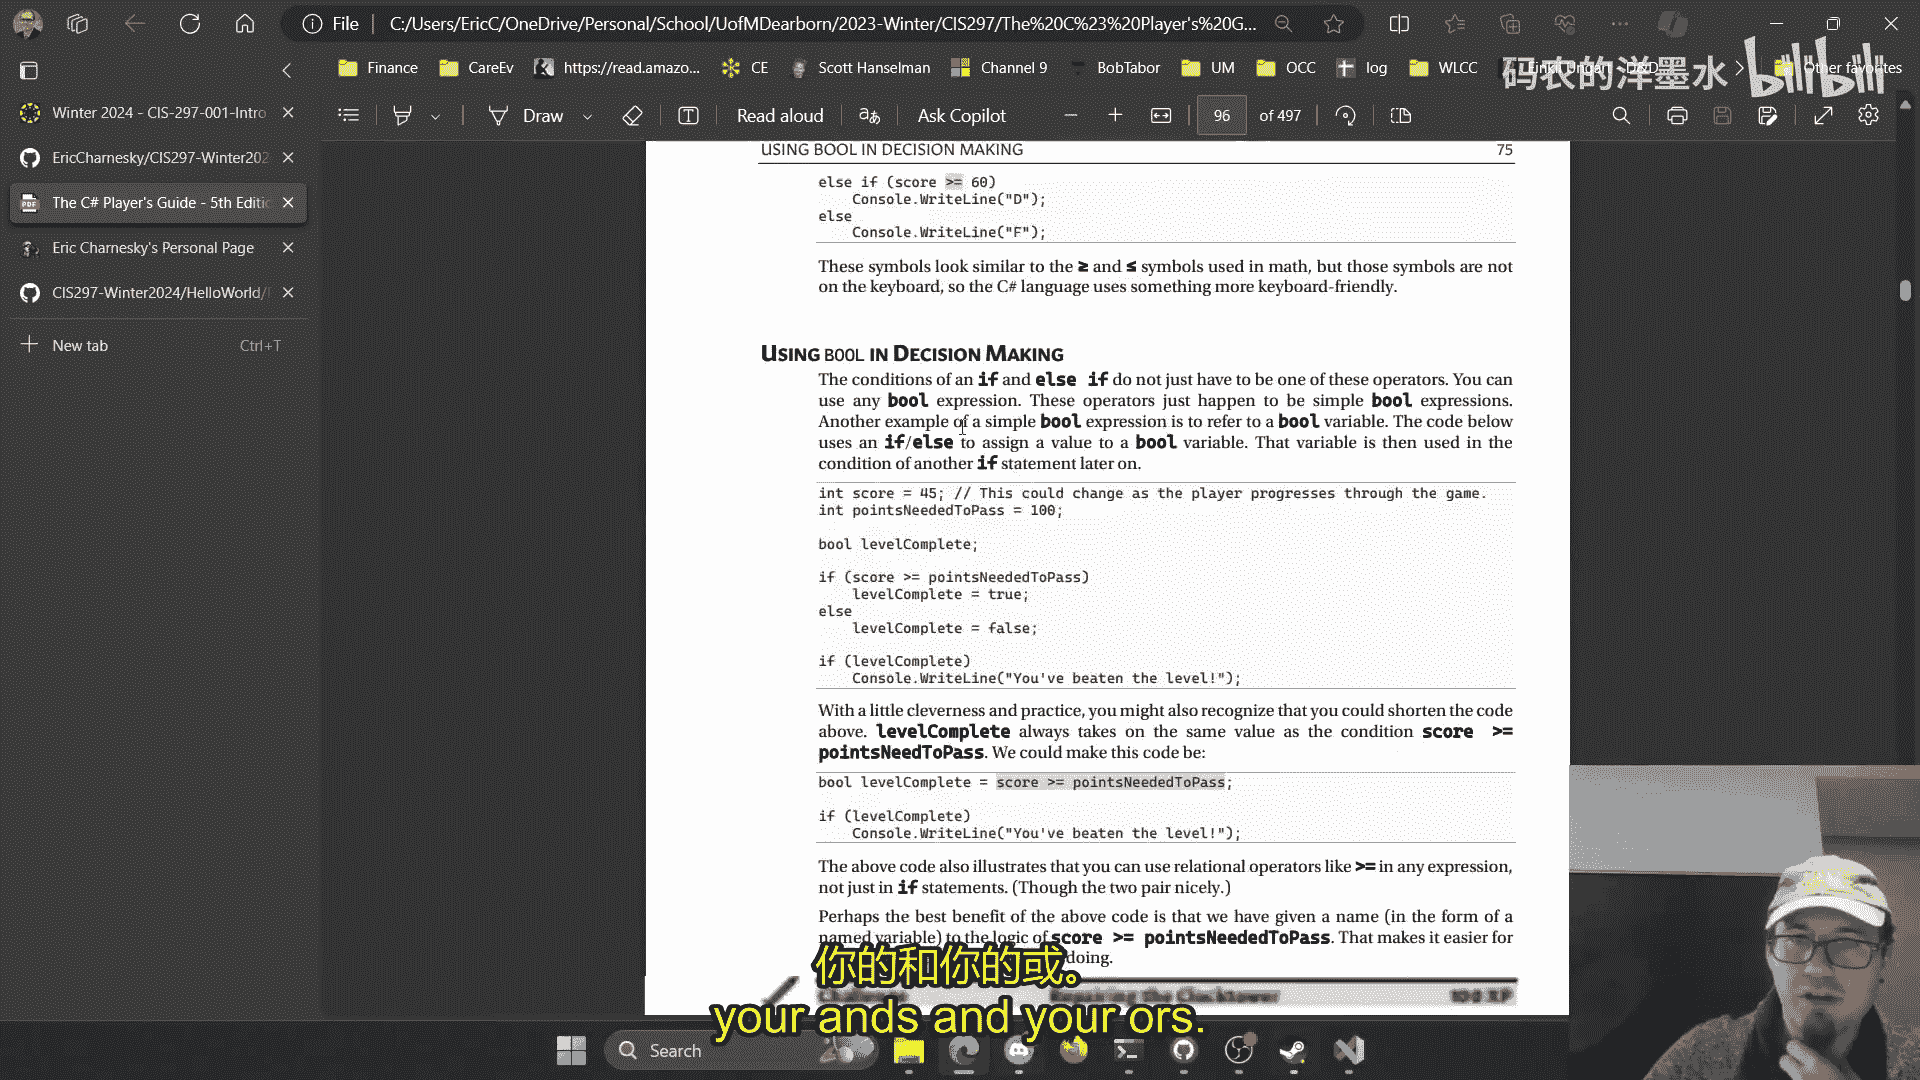 File
C:/Users/EricC/OneDrive/Personal/School/UofMDearborn/2023-Winter/CIS297/The%20C%23%20Player's%20G...
Finance
CareEv
https://read.amazo...
CE
Scott Hanselman
Channel 9
BobTabor
UM
OCC
log
WLCC
Other favorites
码农的洋墨水
bilibili
Winter 2024 - CIS-297-001-Intro
EricCharnesky/CIS297-Winter202
The C# Player's Guide - 5th Editi
Eric Charnesky's Personal Page
CIS297-Winter2024/HelloWorld/
New tab
Ctrl+T
Draw
Read aloud
Ask Copilot
96
of 497
USING BOOL IN DECISION MAKING
75
else if (score >= 60)
Console.WriteLine("D");
else
Console.WriteLine("F");
These symbols look similar to the ≥ and ≤ symbols used in math, but those symbols are not
on the keyboard, so the C# language uses something more keyboard-friendly.
USING BOOL IN DECISION MAKING
The conditions of an if and else if do not just have to be one of these operators. You can
use any bool expression. These operators just happen to be simple bool expressions.
Another example of a simple bool expression is to refer to a bool variable. The code below
uses an if/else to assign a value to a bool variable. That variable is then used in the
condition of another if statement later on.
int score = 45; // This could change as the player progresses through the game.
int pointsNeededToPass = 100;
bool levelComplete;
if (score >= pointsNeededToPass)
levelComplete = true;
else
levelComplete = false;
if (levelComplete)
Console.WriteLine("You've beaten the level!");
With a little cleverness and practice, you might also recognize that you could shorten the code
above. levelComplete always takes on the same value as the condition score >=
pointsNeedToPass. We could make this code be:
bool levelComplete = score >= pointsNeededToPass;
if (levelComplete)
Console.WriteLine("You've beaten the level!");
The above code also illustrates that you can use relational operators like >= in any expression,
not just in if statements. (Though the two pair nicely.)
Perhaps the best benefit of the above code is that we have given a name (in the form of a
named variable) to the logic of score >= pointsNeededToPass. That makes it easier for
doing.
Challenge
Repairing the Clocktower
100 XP
你的和你的或。
your ands and your ors.
Search